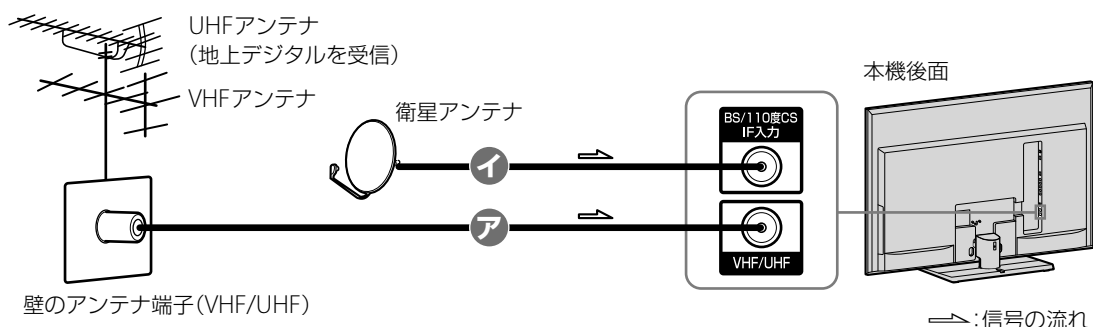 UHFアンテナ
（地上デジタルを受信）
VHFアンテナ
衛星アンテナ
本機後面
BS/110度CS
IF入力
イ
ア
VHF/UHF
壁のアンテナ端子(VHF/UHF)
:信号の流れ